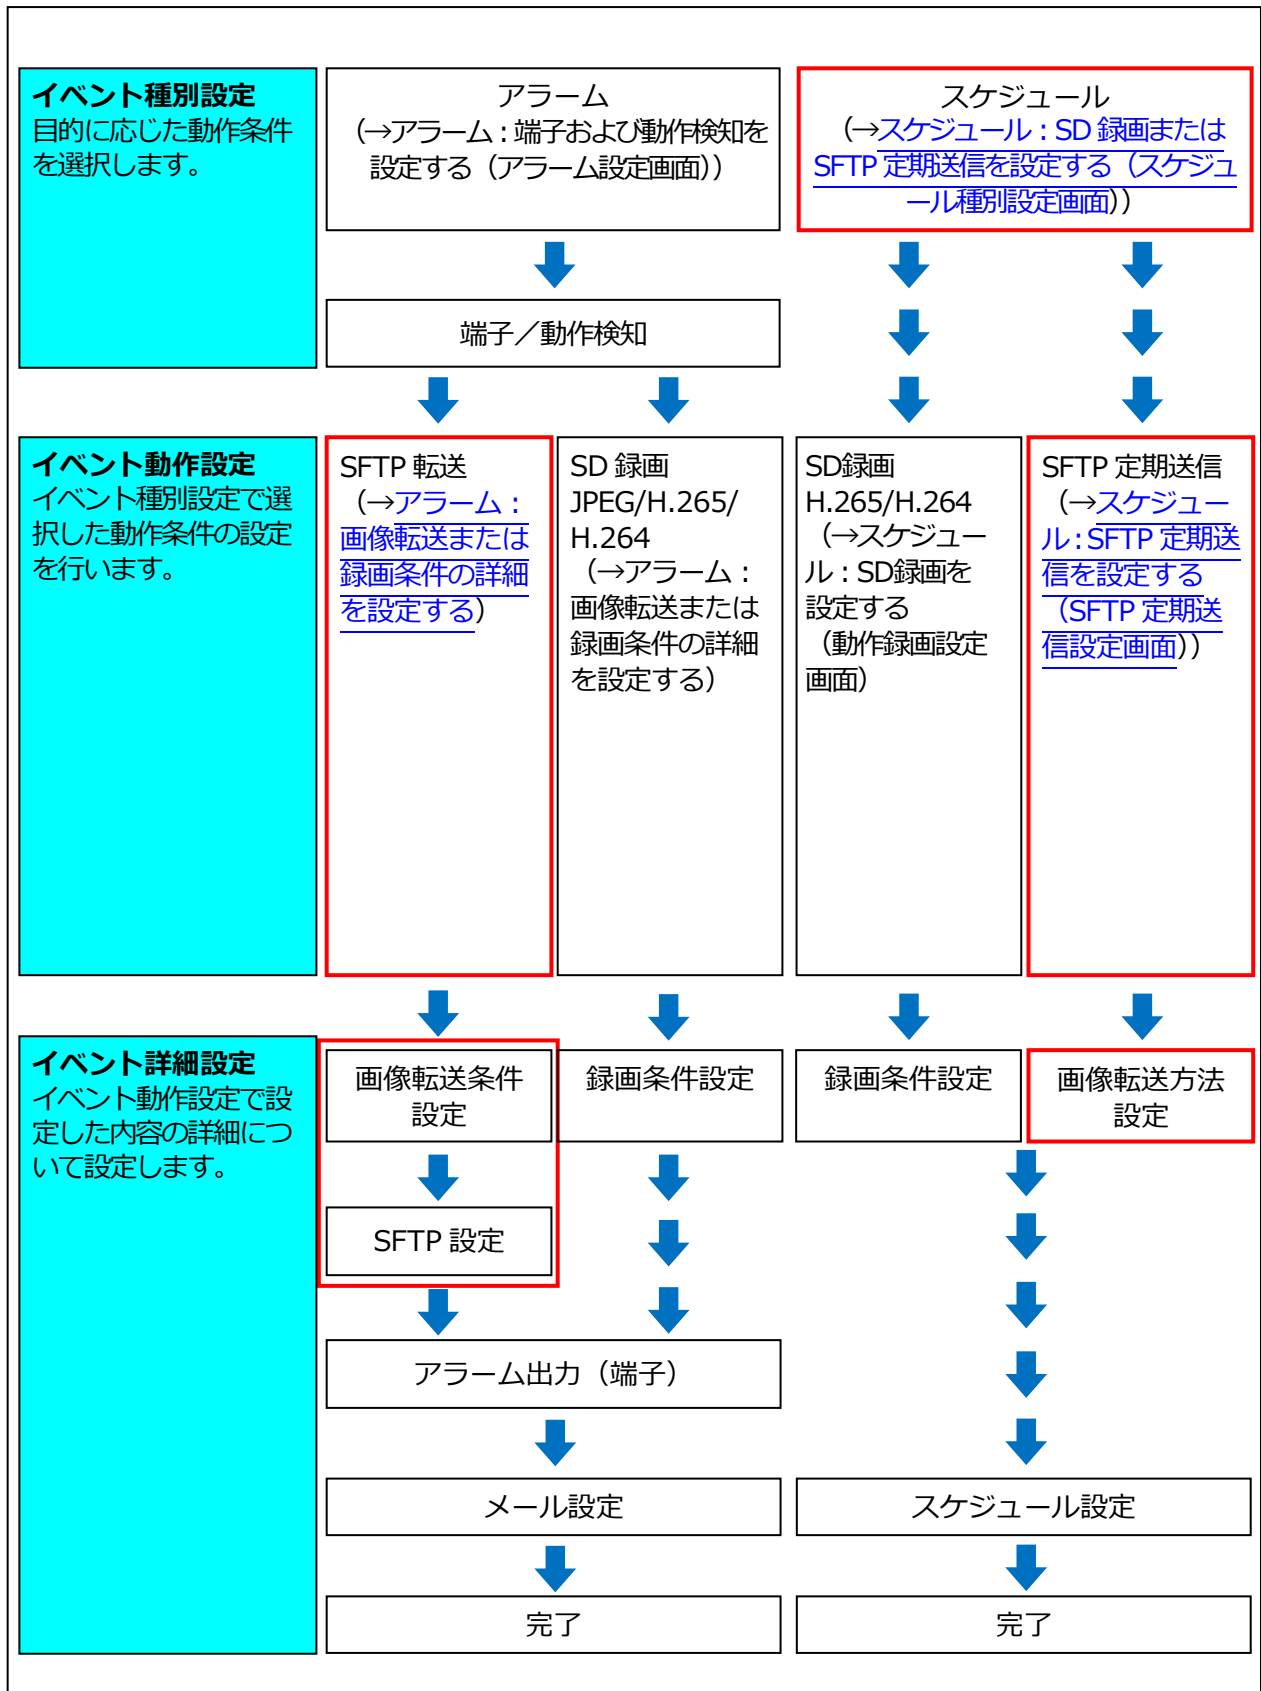 イベント種別設定
目的に応じた動作条件
を選択します。
アラーム
(→アラーム：端子および動作検知を
設定する（アラーム設定画面）)
スケジュール
(→スケジュール：SD 録画または
SFTP 定期送信を設定する（スケジュ
ール種別設定画面）)
端子／動作検知
イベント動作設定
イベント種別設定で選
択した動作条件の設定
を行います。
SFTP 転送
（→アラーム：
画像転送または
録画条件の詳細
を設定する）
SD 録画
JPEG/H.265/
H.264
（→アラーム：
画像転送または
録画条件の詳細
を設定する）
SD録画
H.265/H.264
（→スケジュー
ル：SD録画を
設定する
（動作録画設定
画面）
SFTP 定期送信
（→スケジュー
ル：SFTP 定期送
信を設定する
（SFTP 定期送
信設定画面））
イベント詳細設定
イベント動作設定で設
定した内容の詳細につ
いて設定します。
画像転送条件
設定
録画条件設定
録画条件設定
画像転送方法
設定
SFTP 設定
アラーム出力（端子）
メール設定
スケジュール設定
完了
完了